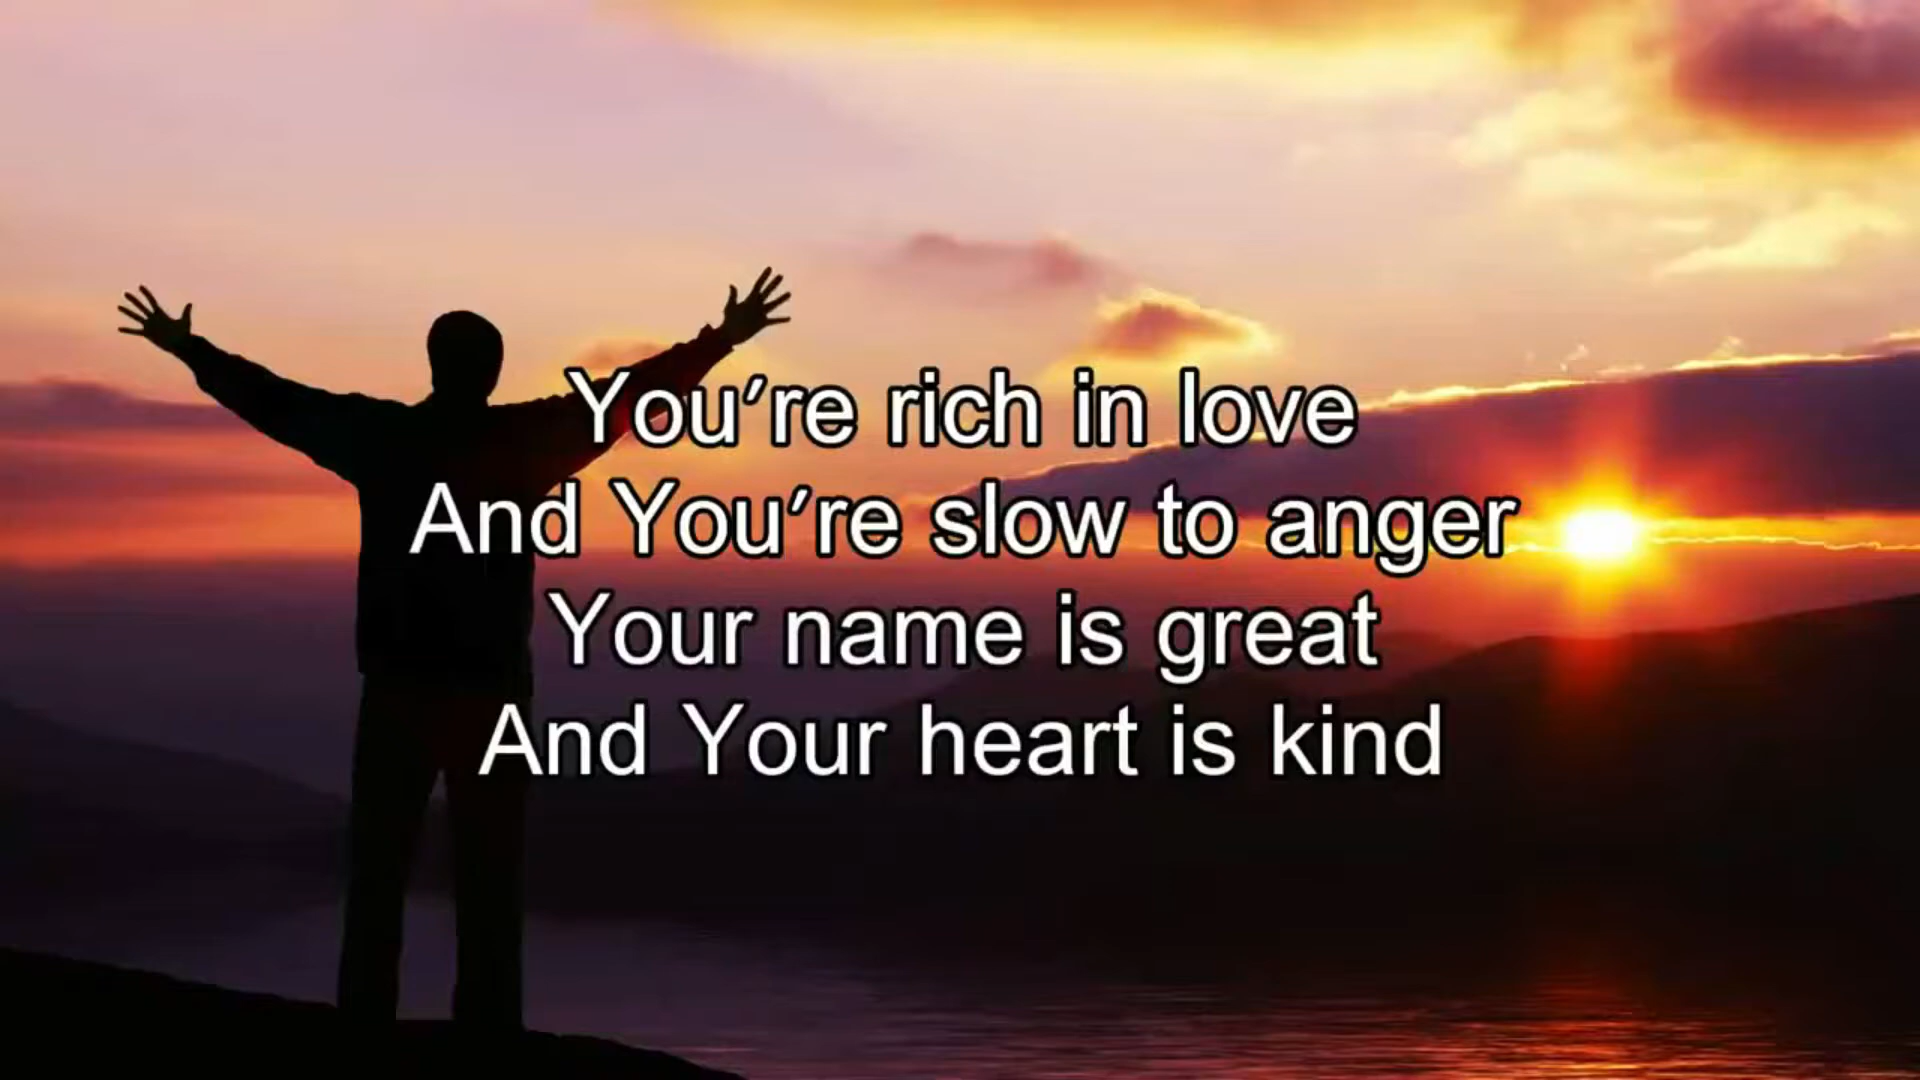 You're rich in love
And You're slow to anger
Your name is great
And Your heart is kind